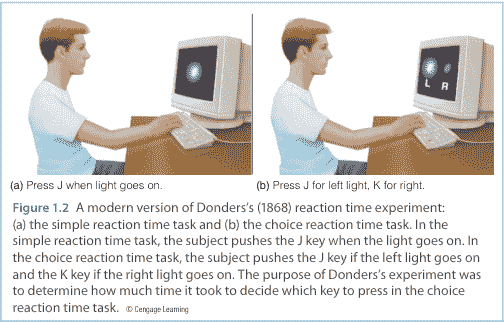 L R
(a) Press J when light goes on.
(b) Press J for left light, K for right.
Figure 1.2 A modern version of Donders's (1868) reaction time experiment:
(a) the simple reaction time task and (b) the choice reaction time task. In the
simple reaction time task, the subject pushes the J key when the light goes on. In
the choice reaction time task, the subject pushes the J key if the left light goes on
and the K key if the right light goes on. The purpose of Donders's experiment was
to determine how much time it took to decide which key to press in the choice
reaction time task. © Cengage Learning